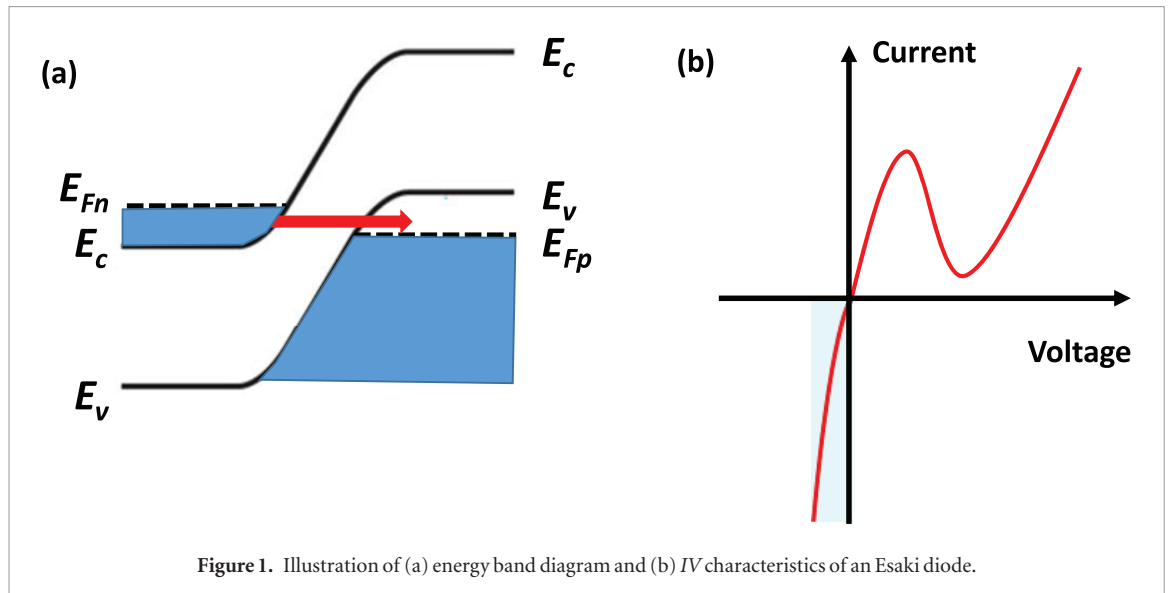 (a)
E_c
E_Fn
E_c
E_v
E_v
E_Fp
(b)
Current
Voltage
Figure 1. Illustration of (a) energy band diagram and (b) IV characteristics of an Esaki diode.